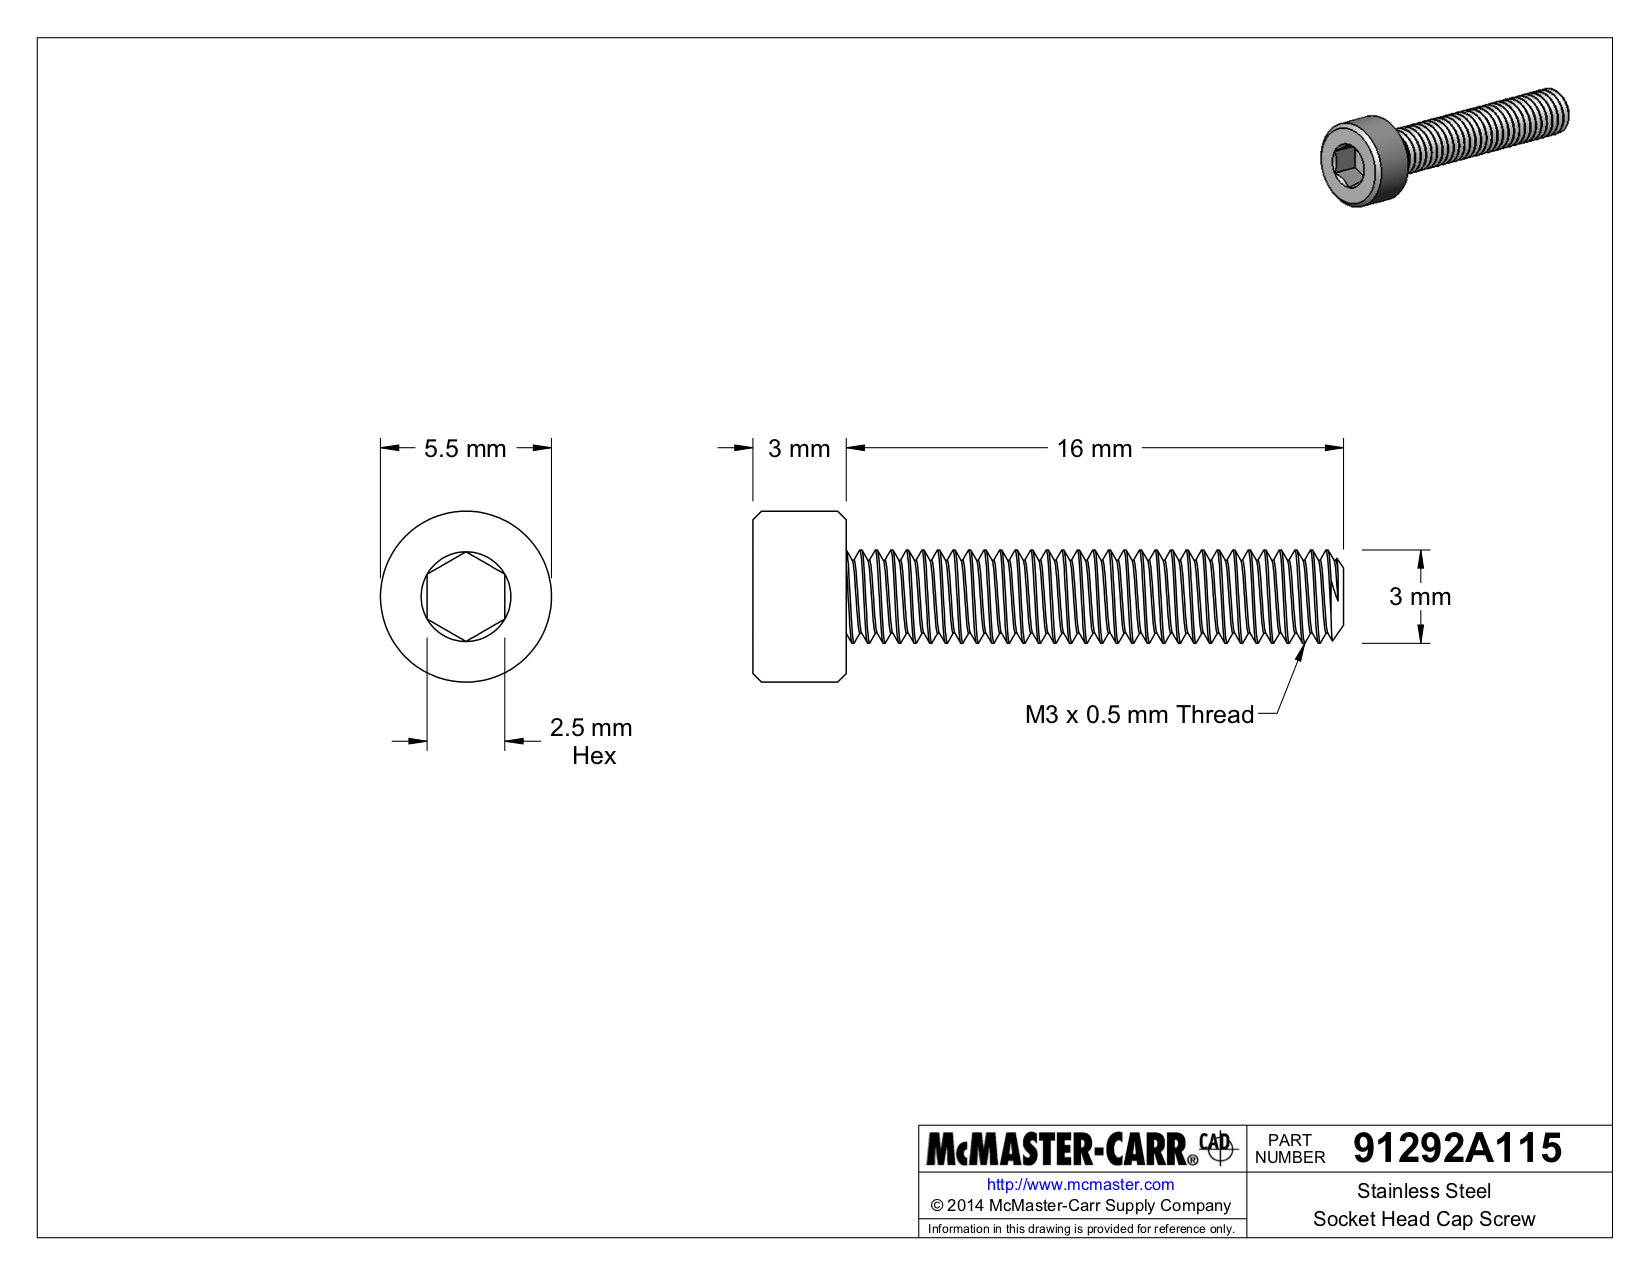 5.5 mm
3 mm
16 mm
3 mm
M3 x 0.5 mm Thread
2.5 mm
Hex
McMASTER-CARR® CAD
PART
NUMBER
91292A115
http://www.mcmaster.com
© 2014 McMaster-Carr Supply Company
Information in this drawing is provided for reference only.
Stainless Steel
Socket Head Cap Screw